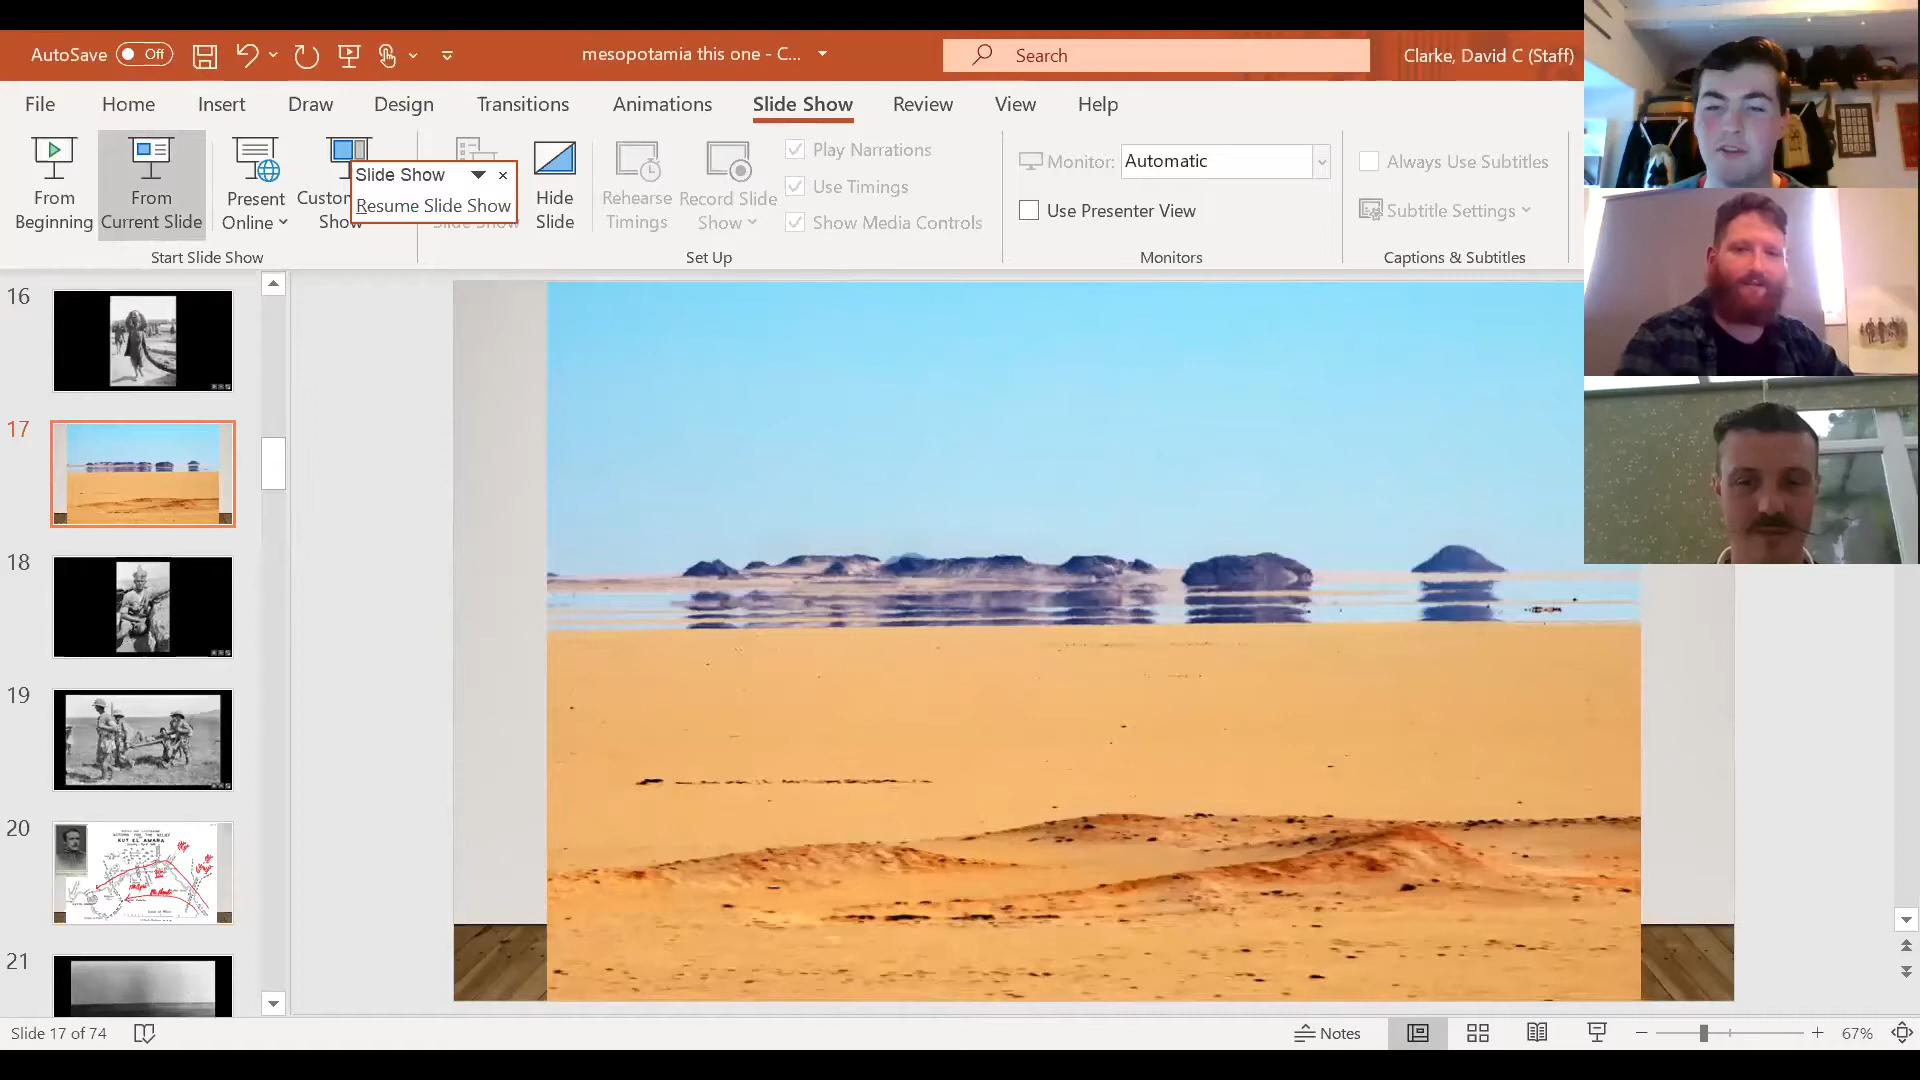 AutoSave Off mesopotamia this one - C... Search Clarke, David C (Staff)
File Home Insert Draw Design Transitions Animations Slide Show Review View Help
From Beginning
From Current Slide
Present Online
Slide Show
Resume Slide Show
Hide Slide
Rehearse Timings
Record Slide Show
Play Narrations
Use Timings
Show Media Controls
Monitor: Automatic
Use Presenter View
Always Use Subtitles
Subtitle Settings
Start Slide Show Set Up Monitors Captions & Subtitles
16
17
18
19
20
KUT EL AMARA
21
Slide 17 of 74 Notes 67%